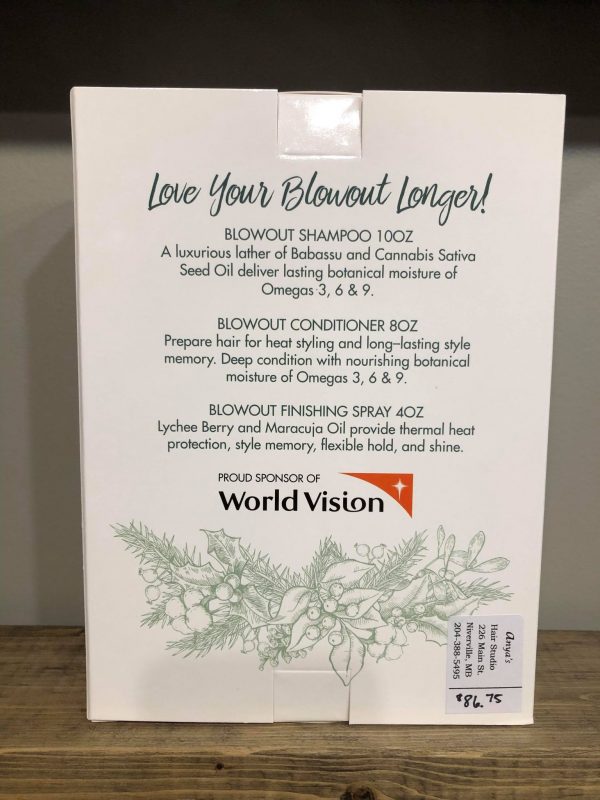 Love Your Blowout Longer!
BLOWOUT SHAMPOO 10OZ
A luxurious lather of Babassu and Cannabis Sativa
Seed Oil deliver lasting botanical moisture of
Omegas 3, 6 & 9.
BLOWOUT CONDITIONER 8OZ
Prepare hair for heat styling and long–lasting style
memory. Deep condition with nourishing botanical
moisture of Omegas 3, 6 & 9.
BLOWOUT FINISHING SPRAY 4OZ
Lychee Berry and Maracuja Oil provide thermal heat
protection, style memory, flexible hold, and shine.
PROUD SPONSOR OF
World Vision
anya's
Hair Studio
226 Main St.
Niverville, MB
204-388-5495
$86.75